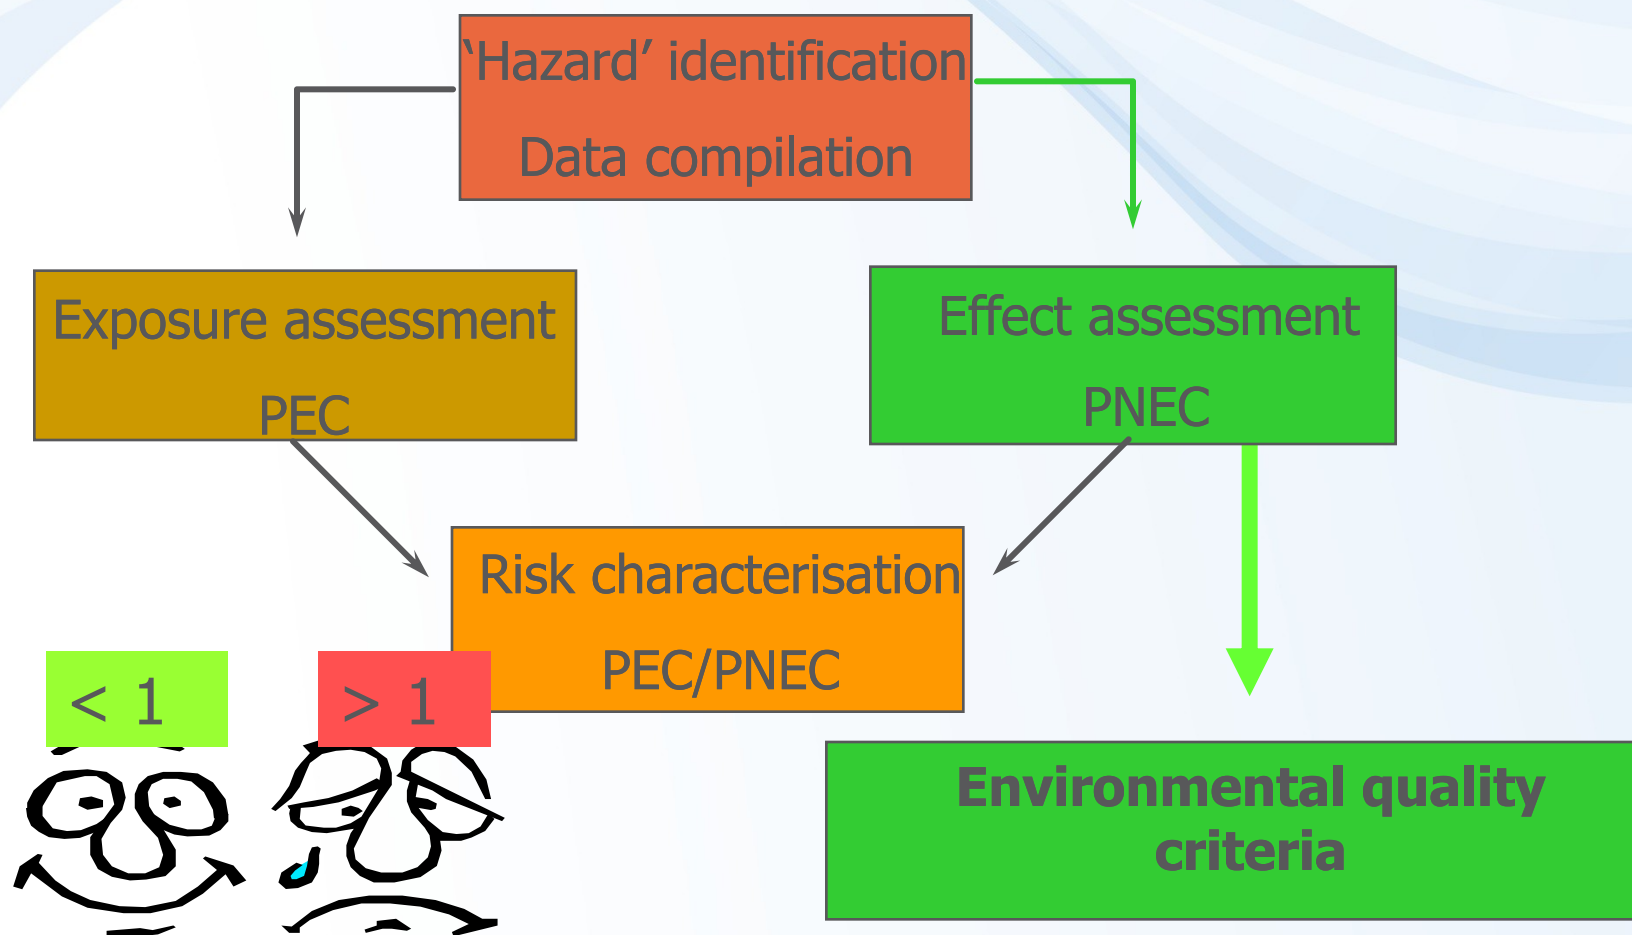 ‘Hazard’ identification
Data compilation
Exposure assessment
PEC
Effect assessment
PNEC
Risk characterisation
PEC/PNEC
< 1
> 1
Environmental quality
criteria